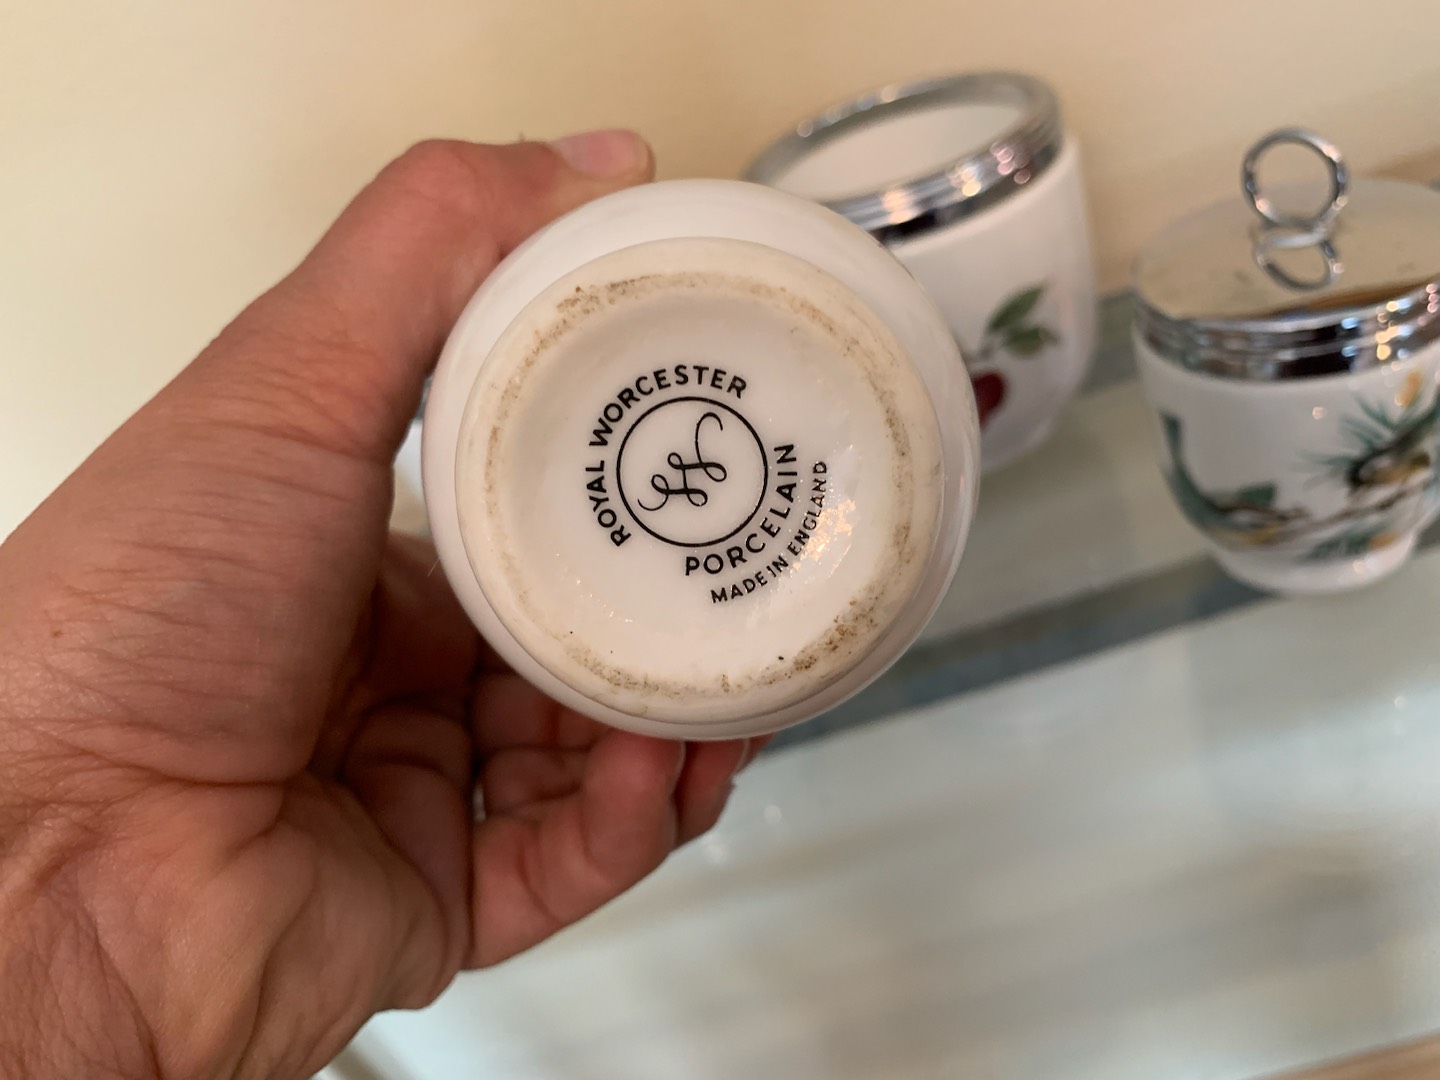 ROYAL WORCESTER
PORCELAIN
MADE IN ENGLAND